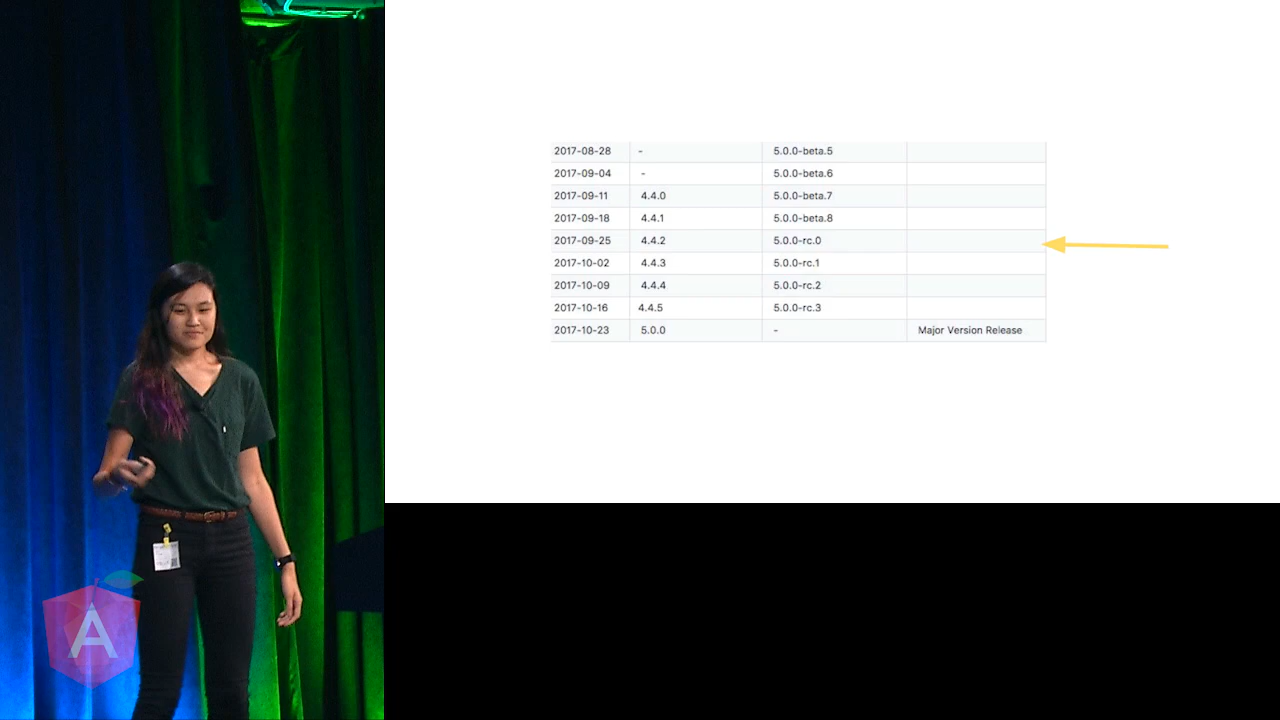 2017-08-28 - 5.0.0-beta.5
2017-09-04 - 5.0.0-beta.6
2017-09-11 4.4.0 5.0.0-beta.7
2017-09-18 4.4.1 5.0.0-beta.8
2017-09-25 4.4.2 5.0.0-rc.0
2017-10-02 4.4.3 5.0.0-rc.1
2017-10-09 4.4.4 5.0.0-rc.2
2017-10-16 4.4.5 5.0.0-rc.3
2017-10-23 5.0.0 - Major Version Release
A